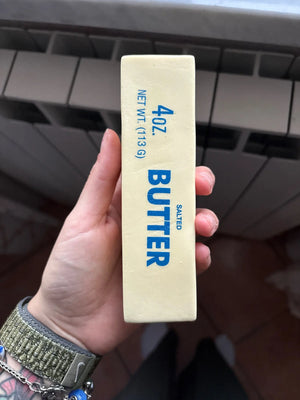 4OZ.
NET WT. (113 G)
SALTED
BUTTER